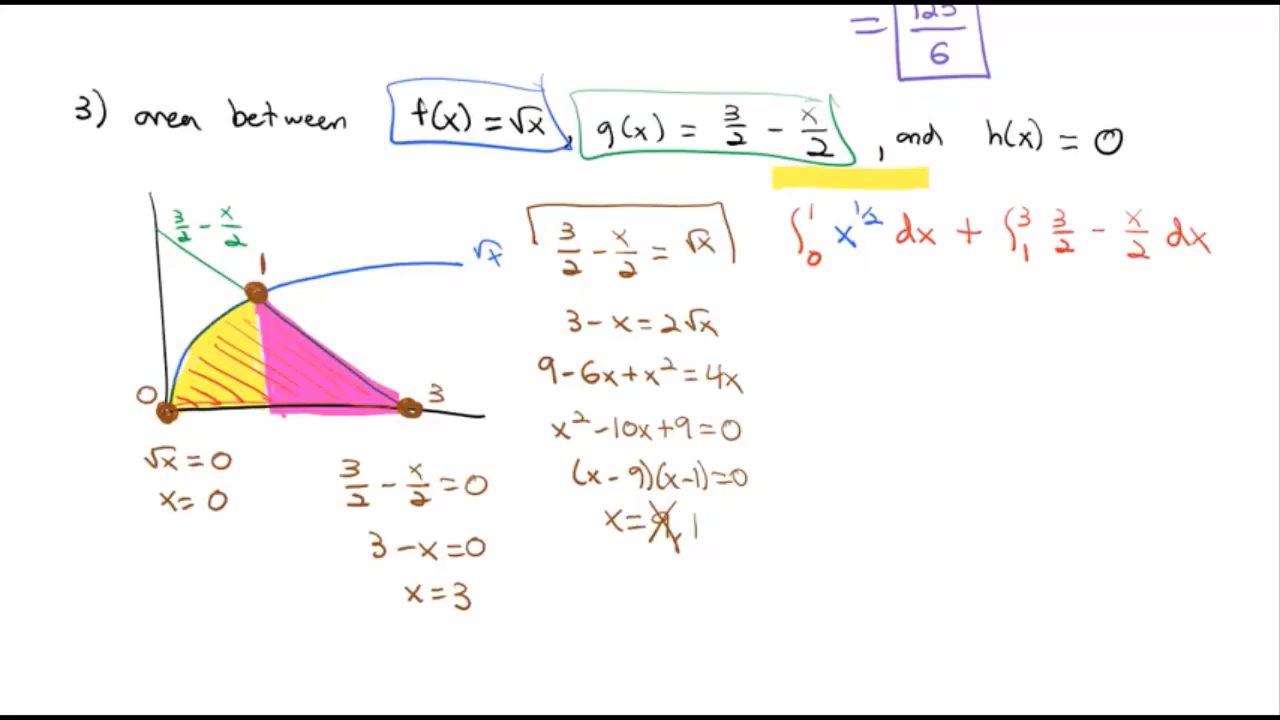 = 125/6
3) area between f(x) = √x, g(x) = 3/2 - x/2, and h(x) = 0
3/2 - x/2
1
√x
0
3
√x = 0
x = 0
3/2 - x/2 = 0
3 - x = 0
x = 3
3/2 - x/2 = √x
3 - x = 2√x
9 - 6x + x² = 4x
x² - 10x + 9 = 0
(x - 9)(x - 1) = 0
x = 9, 1
∫₀¹ x^1/2 dx + ∫₁³ 3/2 - x/2 dx